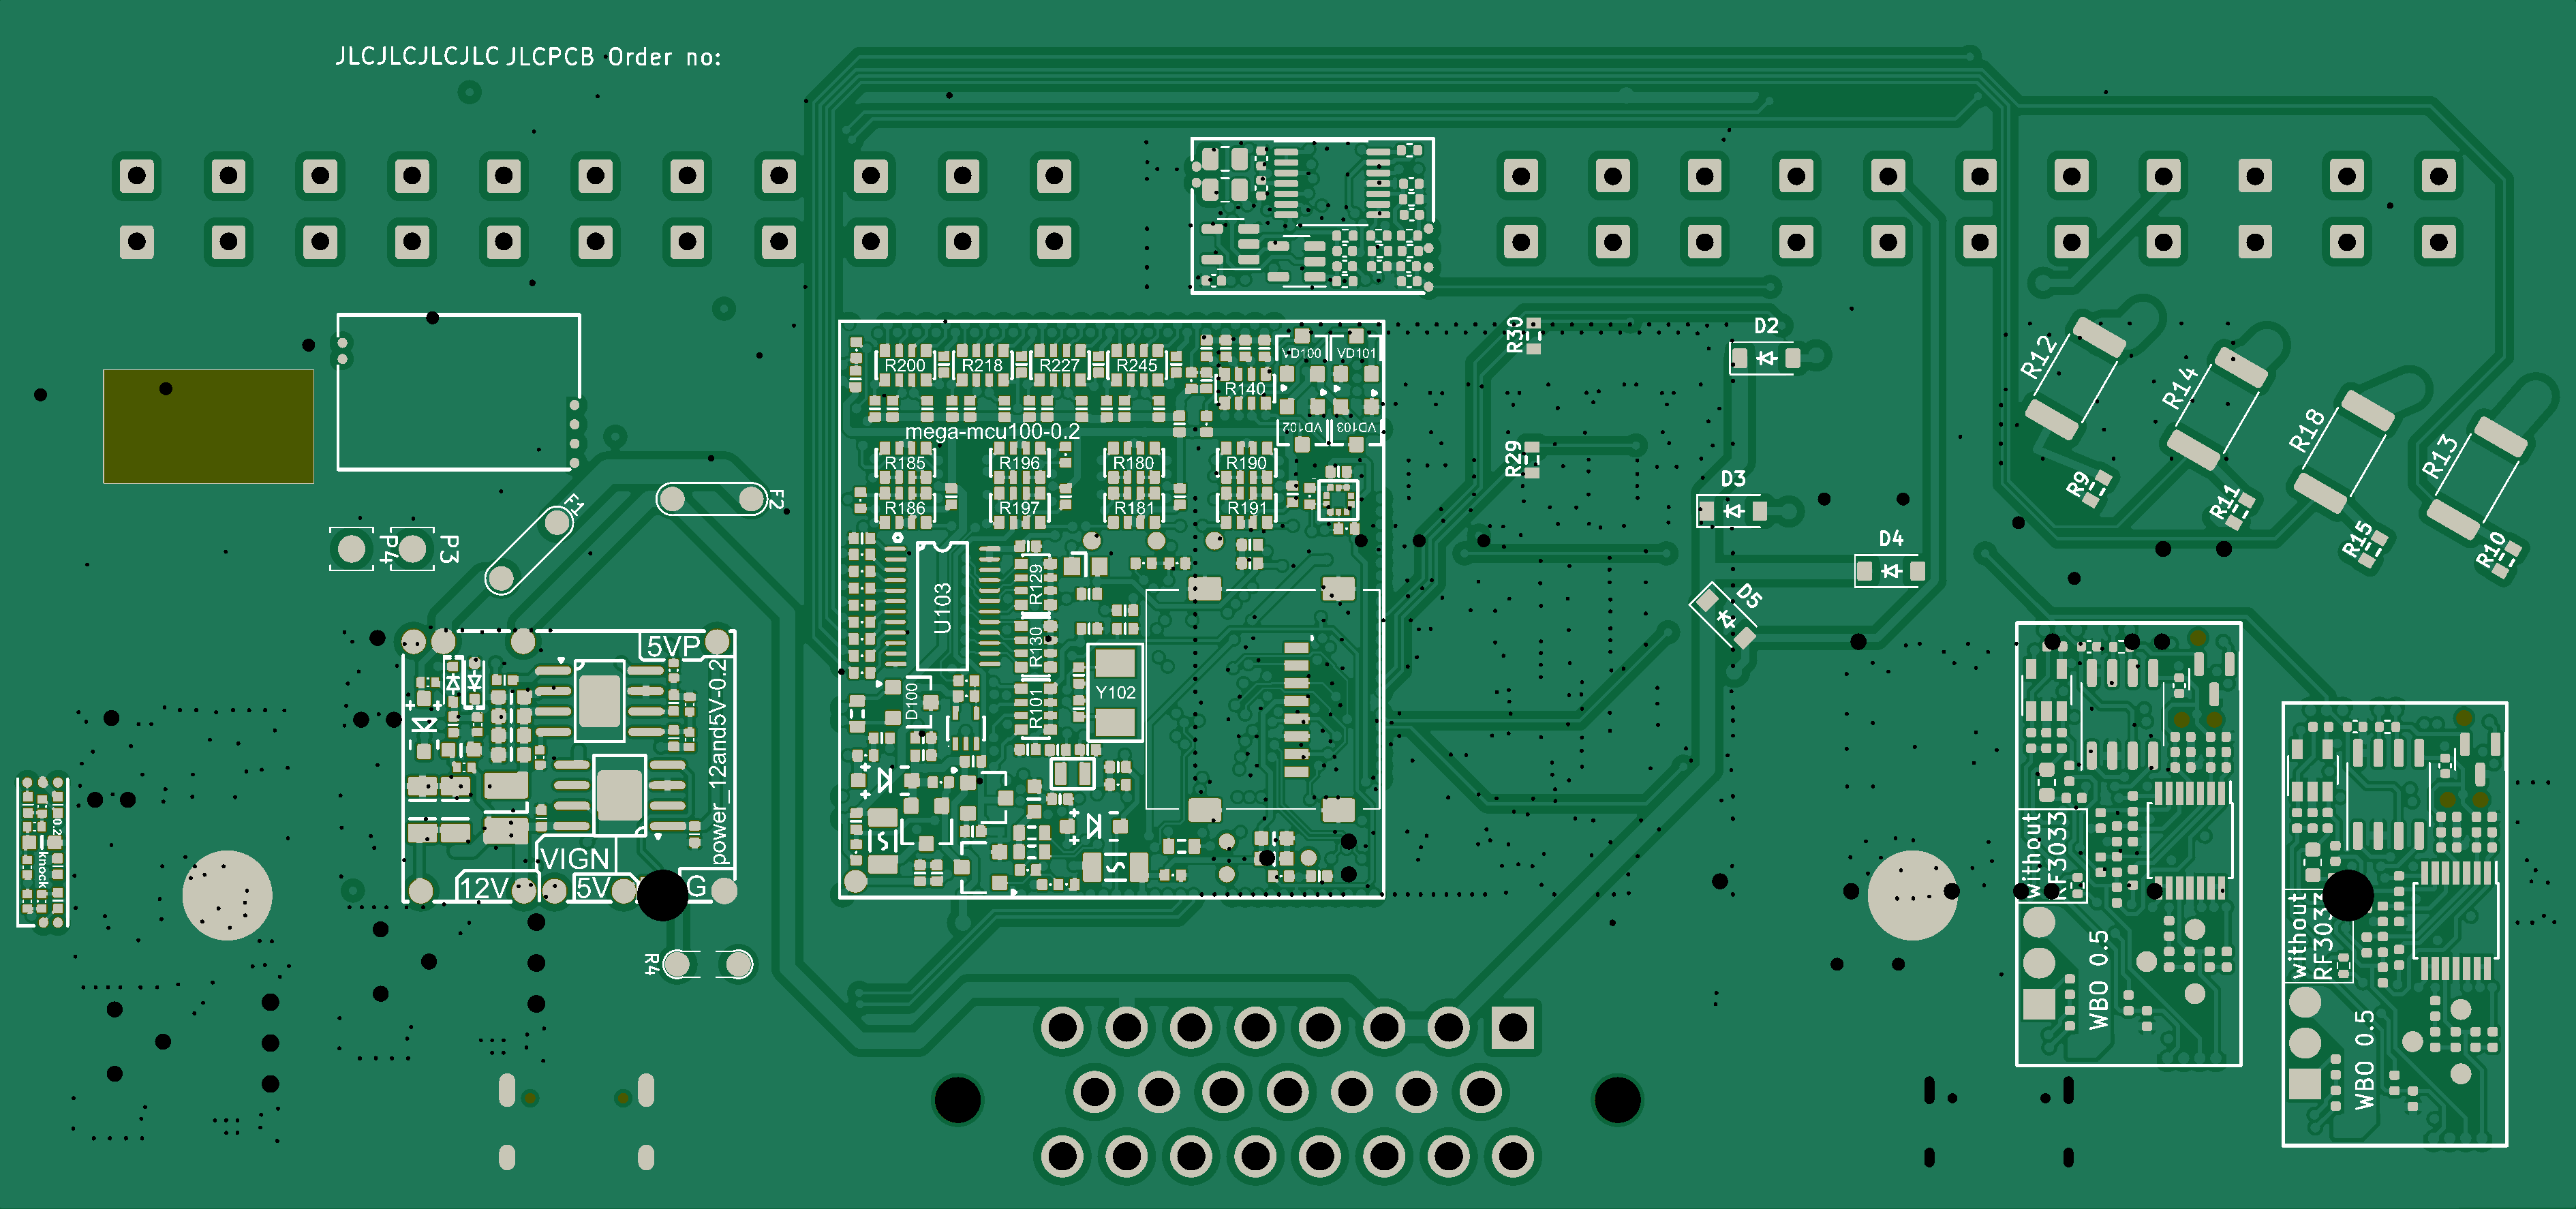 JLCJLCJLCJLC JLCPCB Order no:
R200 R218 R227 R245
VD100 VD101
R140
mega-mcu100-0.2
VD102 VD103
R185 R196 R180 R190
R186 R197 R181 R191
U103
R129
R130
R101
D100
Y102
R30
R29
D2
D3
D4
D5
R12
R14
R18
R13
R9
R11
R15
R10
F1
F2
P4
P3
5VP
power_12and5V-0.2
VIGN
12V
5V
G
R4
0.2
knock
without
RF3033
WBO 0.5
without
WBO 0.5